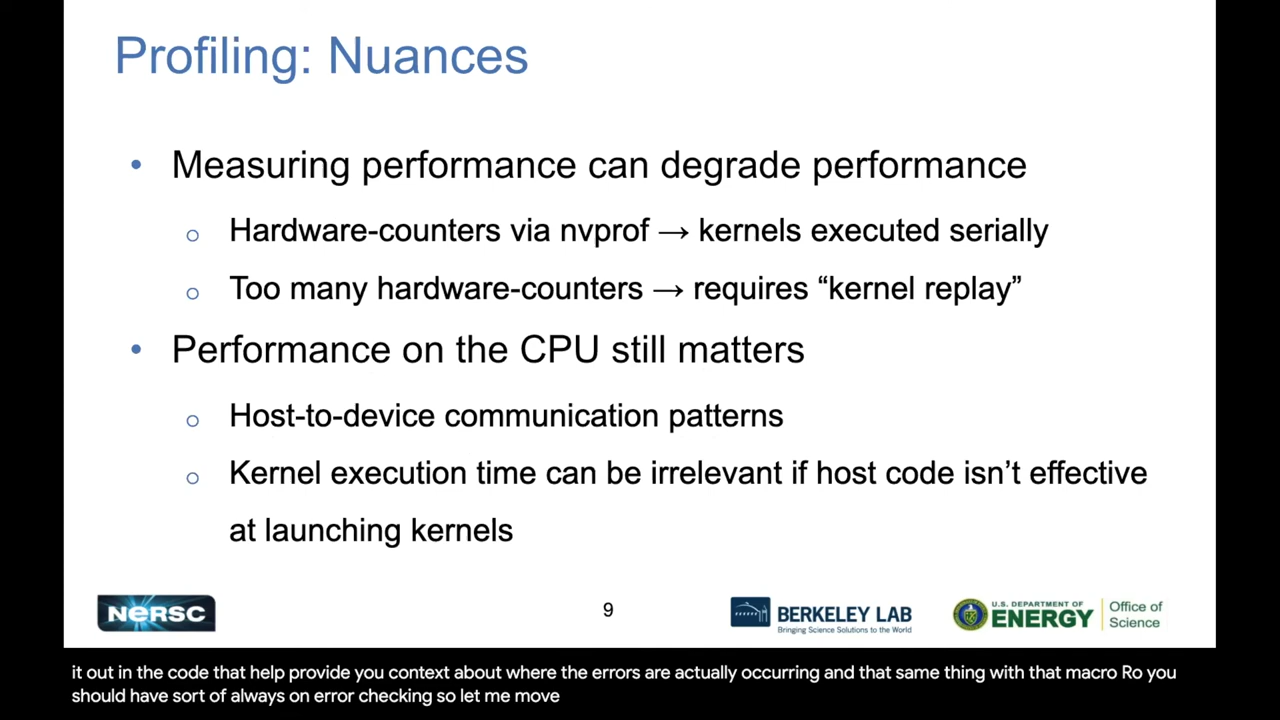 Profiling: Nuances
• Measuring performance can degrade performance
o Hardware-counters via nvprof → kernels executed serially
o Too many hardware-counters → requires “kernel replay”
• Performance on the CPU still matters
o Host-to-device communication patterns
o Kernel execution time can be irrelevant if host code isn’t effective
at launching kernels
NERSC
9
BERKELEY LAB
Bringing Science Solutions to the World
U.S. DEPARTMENT OF
ENERGY
Office of
Science
it out in the code that help provide you context about where the errors are actually occurring and that same thing with that macro Ro you
should have sort of always on error checking so let me move